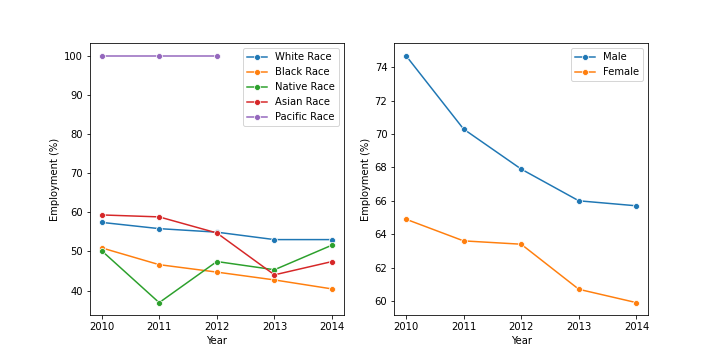 White Race
Black Race
Native Race
Asian Race
Pacific Race
100
90
80
70
60
50
40
Employment (%)
2010 2011 2012 2013 2014
Year
Male
Female
74
72
70
68
66
64
62
60
Employment (%)
2010 2011 2012 2013 2014
Year